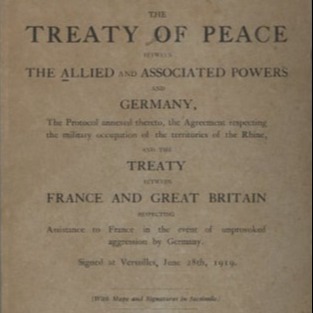 THE
TREATY OF PEACE
BETWEEN
THE ALLIED AND ASSOCIATED POWERS
AND
GERMANY,
The Protocol annexed thereto, the Agreement respecting
the military occupation of the territories of the Rhine,
AND THE
TREATY
BETWEEN
FRANCE AND GREAT BRITAIN
RESPECTING
Assistance to France in the event of unprovoked
aggression by Germany.
Signed at Versailles, June 28th, 1919.
(With Maps and Signatures in facsimile.)